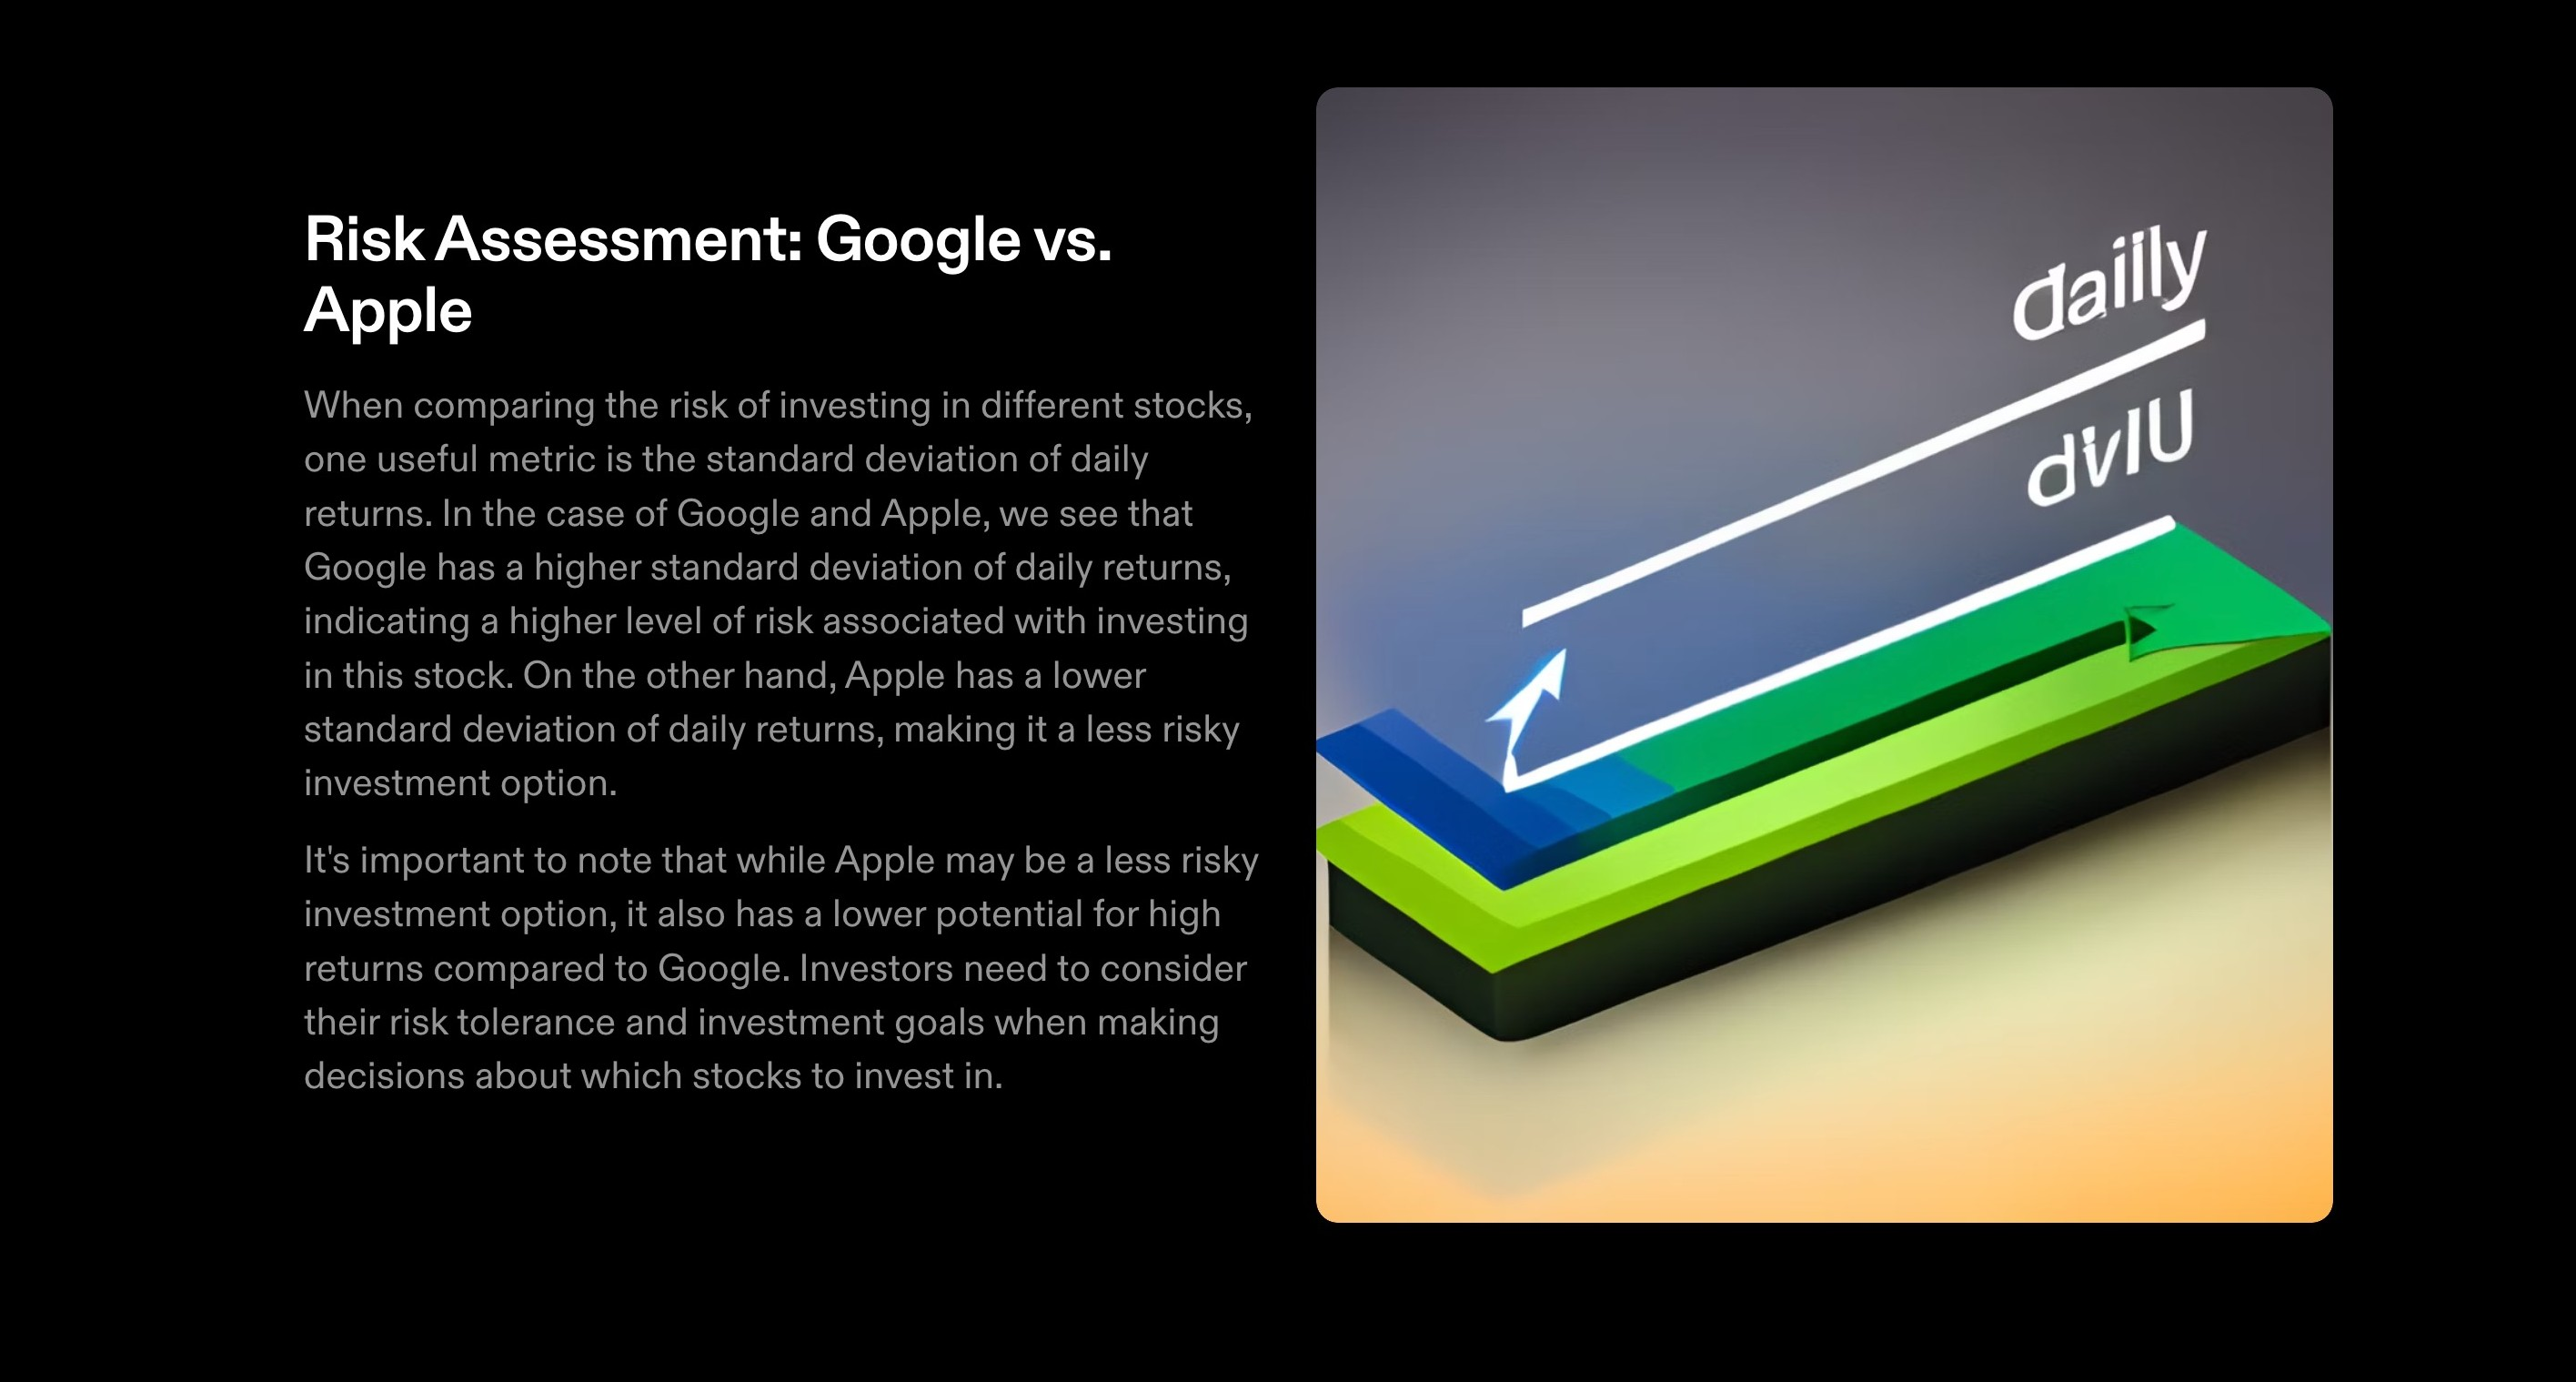 Risk Assessment: Google vs.
Apple
When comparing the risk of investing in different stocks,
one useful metric is the standard deviation of daily
returns. In the case of Google and Apple, we see that
Google has a higher standard deviation of daily returns,
indicating a higher level of risk associated with investing
in this stock. On the other hand, Apple has a lower
standard deviation of daily returns, making it a less risky
investment option.
It's important to note that while Apple may be a less risky
investment option, it also has a lower potential for high
returns compared to Google. Investors need to consider
their risk tolerance and investment goals when making
decisions about which stocks to invest in.
dailly